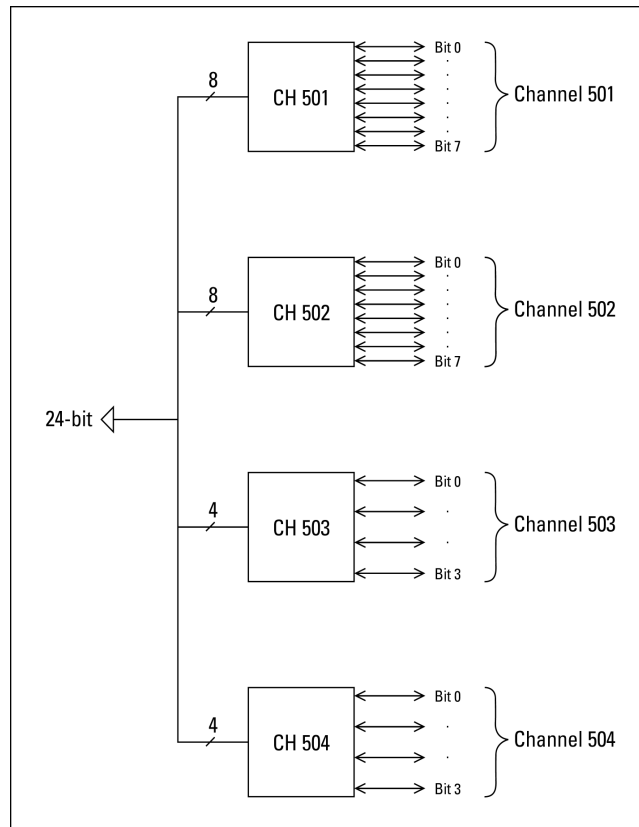 8
CH 501
Bit 0
.
.
.
.
.
.
Bit 7
Channel 501
8
CH 502
Bit 0
.
.
.
.
.
.
Bit 7
Channel 502
24-bit
4
CH 503
Bit 0
.
.
Bit 3
Channel 503
4
CH 504
Bit 0
.
.
Bit 3
Channel 504